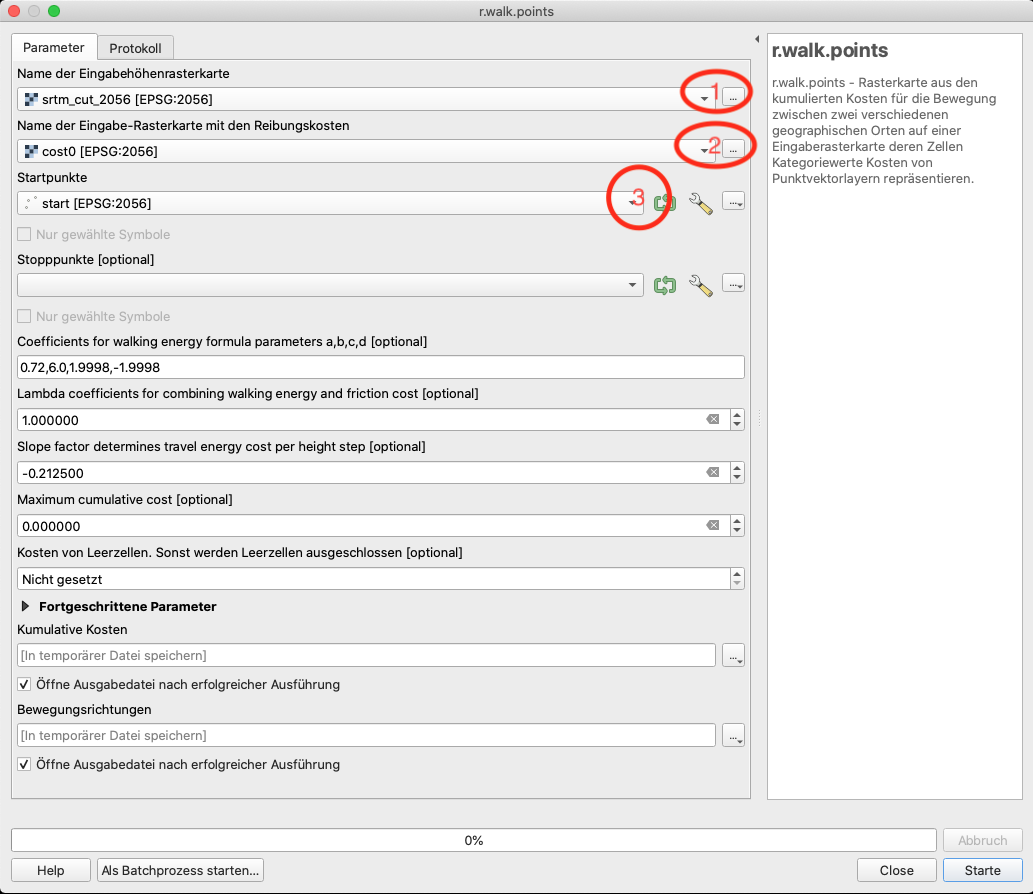 r.walk.points
Parameter
Protokoll
Name der Eingabehöhenrasterkarte
srtm_cut_2056 [EPSG:2056]
1
...
Name der Eingabe-Rasterkarte mit den Reibungskosten
cost0 [EPSG:2056]
2
...
Startpunkte
start [EPSG:2056]
3
...
Nur gewählte Symbole
Stopppunkte [optional]
...
Nur gewählte Symbole
Coefficients for walking energy formula parameters a,b,c,d [optional]
0.72,6.0,1.9998,-1.9998
Lambda coefficients for combining walking energy and friction cost [optional]
1.000000
Slope factor determines travel energy cost per height step [optional]
-0.212500
Maximum cumulative cost [optional]
0.000000
Kosten von Leerzellen. Sonst werden Leerzellen ausgeschlossen [optional]
Nicht gesetzt
Fortgeschrittene Parameter
Kumulative Kosten
[In temporärer Datei speichern]
...
Öffne Ausgabedatei nach erfolgreicher Ausführung
Bewegungsrichtungen
[In temporärer Datei speichern]
...
Öffne Ausgabedatei nach erfolgreicher Ausführung
r.walk.points
r.walk.points - Rasterkarte aus den
kumulierten Kosten für die Bewegung
zwischen zwei verschiedenen
geographischen Orten auf einer
Eingaberasterkarte deren Zellen
Kategoriewerte Kosten von
Punktvektorlayern repräsentieren.
0%
Abbruch
Help
Als Batchprozess starten...
Close
Starte